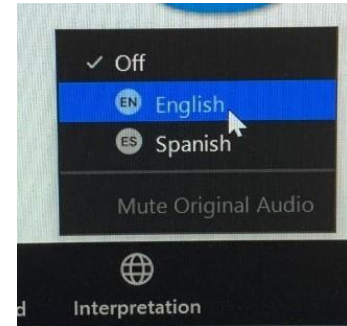 Off
EN English
ES Spanish
Mute Original Audio
d Interpretation